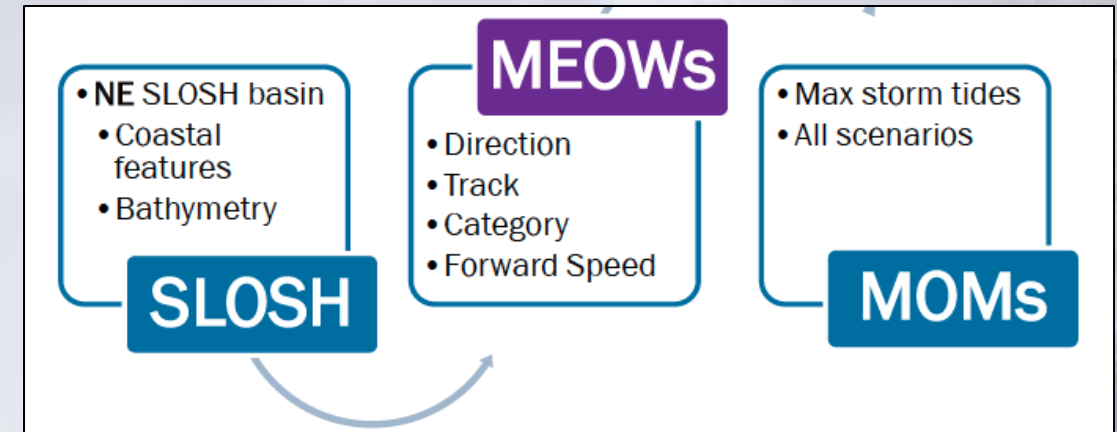 • NE SLOSH basin
• Coastal
features
• Bathymetry
SLOSH
MEOWs
• Direction
• Track
• Category
• Forward Speed
• Max storm tides
• All scenarios
MOMs